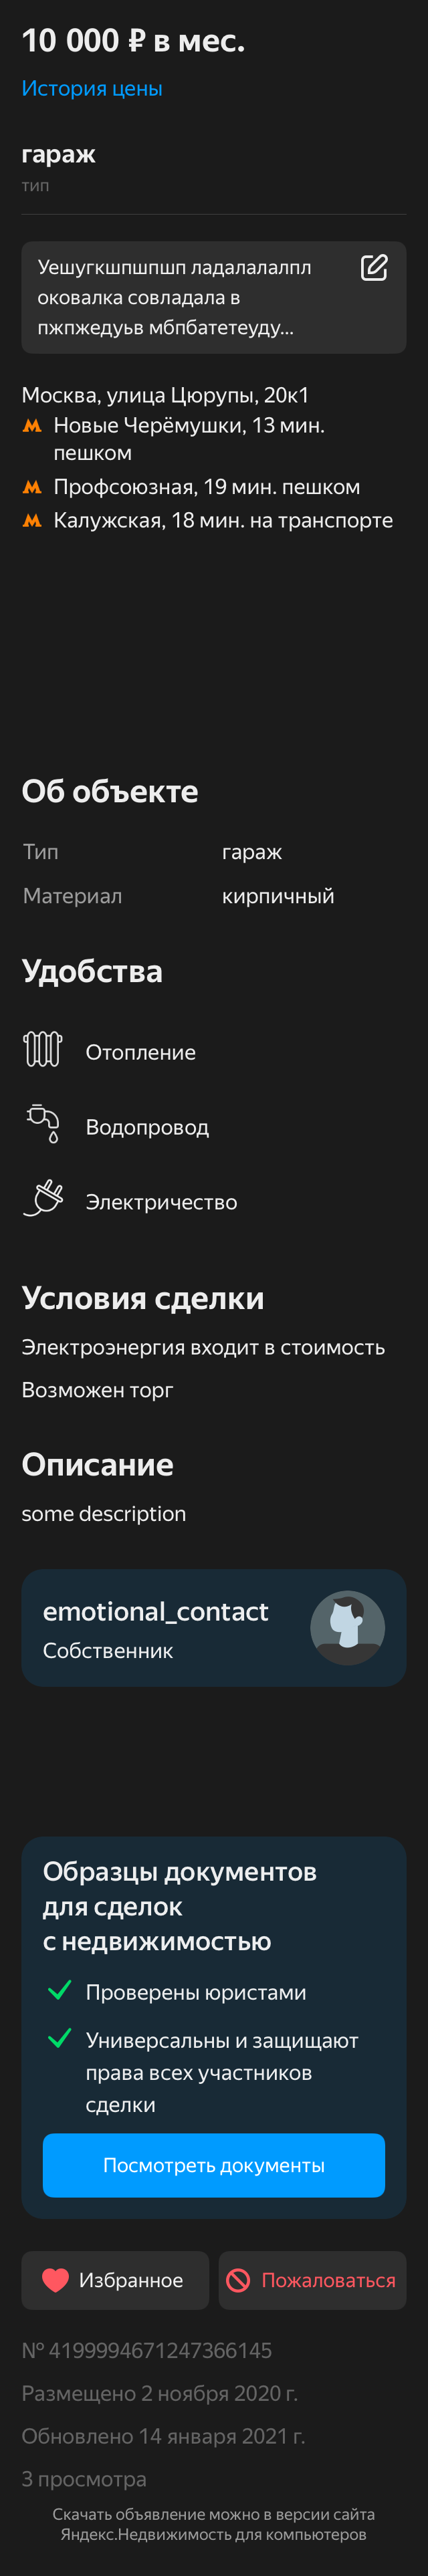 10 000 ₽ в мес.
История цены
гараж
тип
Уешугкшпшпшп ладалалалпл
оковалка совладала в
пжпжедуьв мбпбатетеуду...
Москва, улица Цюрупы, 20к1
Новые Черёмушки, 13 мин.
пешком
Профсоюзная, 19 мин. пешком
Калужская, 18 мин. на транспорте
Об объекте
Тип гараж
Материал кирпичный
Удобства
Отопление
Водопровод
Электричество
Условия сделки
Электроэнергия входит в стоимость
Возможен торг
Описание
some description
emotional_contact
Собственник
Образцы документов
для сделок
с недвижимостью
Проверены юристами
Универсальны и защищают
права всех участников
сделки
Посмотреть документы
Избранное Пожаловаться
№ 4199994671247366145
Размещено 2 ноября 2020 г.
Обновлено 14 января 2021 г.
3 просмотра
Скачать объявление можно в версии сайта
Яндекс.Недвижимость для компьютеров